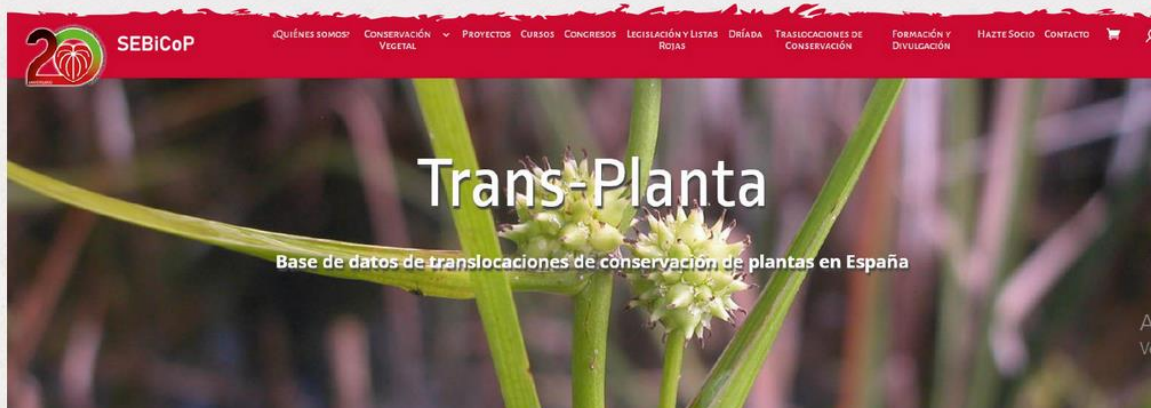 20
SEBiCoP
¿Quiénes somos?
Conservación
Vegetal
Proyectos
Cursos
Congresos
Legislación y Listas
Rojas
Dríada
Traslocaciones de
Conservación
Formación y
Divulgación
Hazte Socio
Contacto
Trans-Planta
Base de datos de translocaciones de conservación de plantas en España